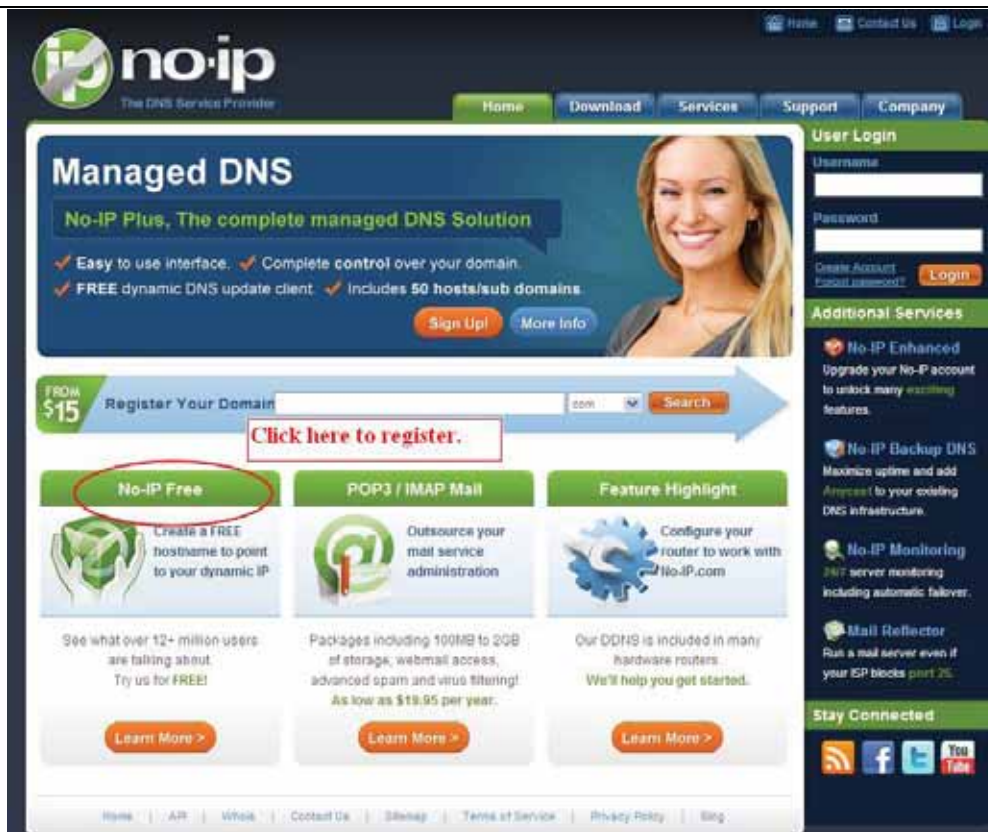 Home Contact Us Login
ip no·ip
The DNS Service Provider
Home Download Services Support Company
Managed DNS
No-IP Plus, The complete managed DNS Solution
Easy to use interface. Complete control over your domain.
FREE dynamic DNS update client. Includes 50 hosts/sub domains.
Sign Up! More Info
User Login
Username
Password
Create Account
Forgot password?
Login
FROM
$15
Register Your Domain
.com
Search
Click here to register.
No-IP Free
Create a FREE
hostname to point
to your dynamic IP
See what over 12+ million users
are talking about.
Try us for FREE!
Learn More >
POP3 / IMAP Mail
Outsource your
mail service
administration
Packages including 100MB to 2GB
of storage, webmail access,
advanced spam and virus filtering!
As low as $19.95 per year.
Learn More >
Feature Highlight
Configure your
router to work with
No-IP.com
Our DDNS is included in many
hardware routers.
We'll help you get started.
Learn More >
Additional Services
No-IP Enhanced
Upgrade your No-IP account
to unlock many exciting
features.
No-IP Backup DNS
Maximize uptime and add
Anycast to your existing
DNS infrastructure.
No-IP Monitoring
24/7 server monitoring
including automatic failover.
Mail Reflector
Run a mail server even if
your ISP blocks port 25.
Stay Connected
You
Tube
Home | API | Whois | Contact Us | Sitemap | Terms of Service | Privacy Policy | Blog